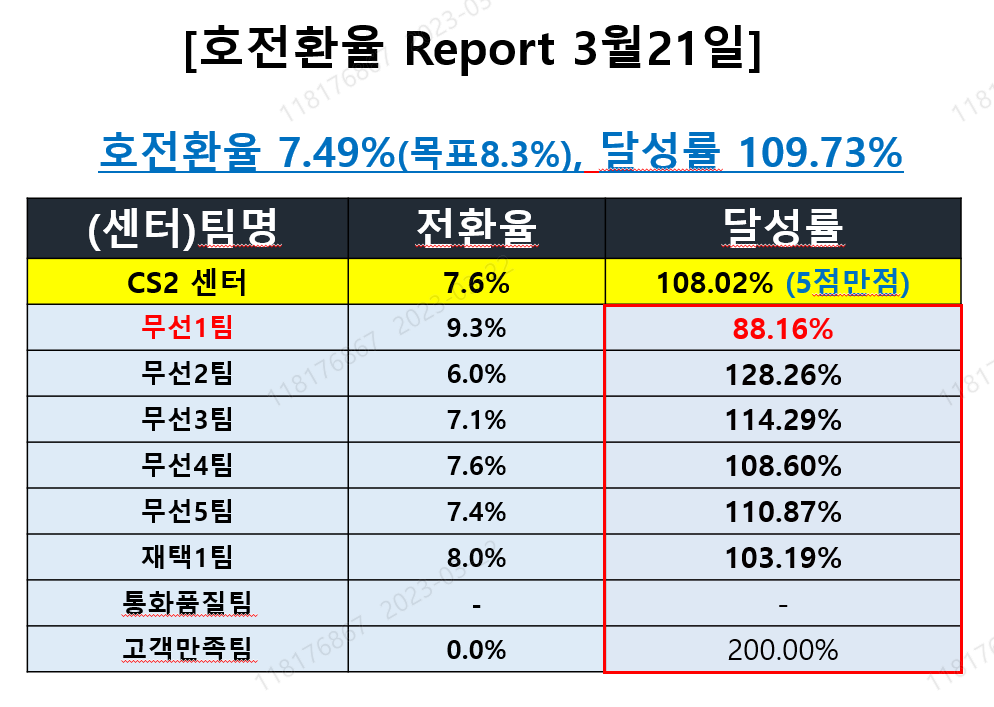 [호전환율 Report 3월21일]
호전환율 7.49%(목표8.3%), 달성률 109.73%
(센터)팀명 전환율 달성률
CS2 센터 7.6% 108.02% (5점만점)
무선1팀 9.3% 88.16%
무선2팀 6.0% 128.26%
무선3팀 7.1% 114.29%
무선4팀 7.6% 108.60%
무선5팀 7.4% 110.87%
재택1팀 8.0% 103.19%
통화품질팀 - -
고객만족팀 0.0% 200.00%